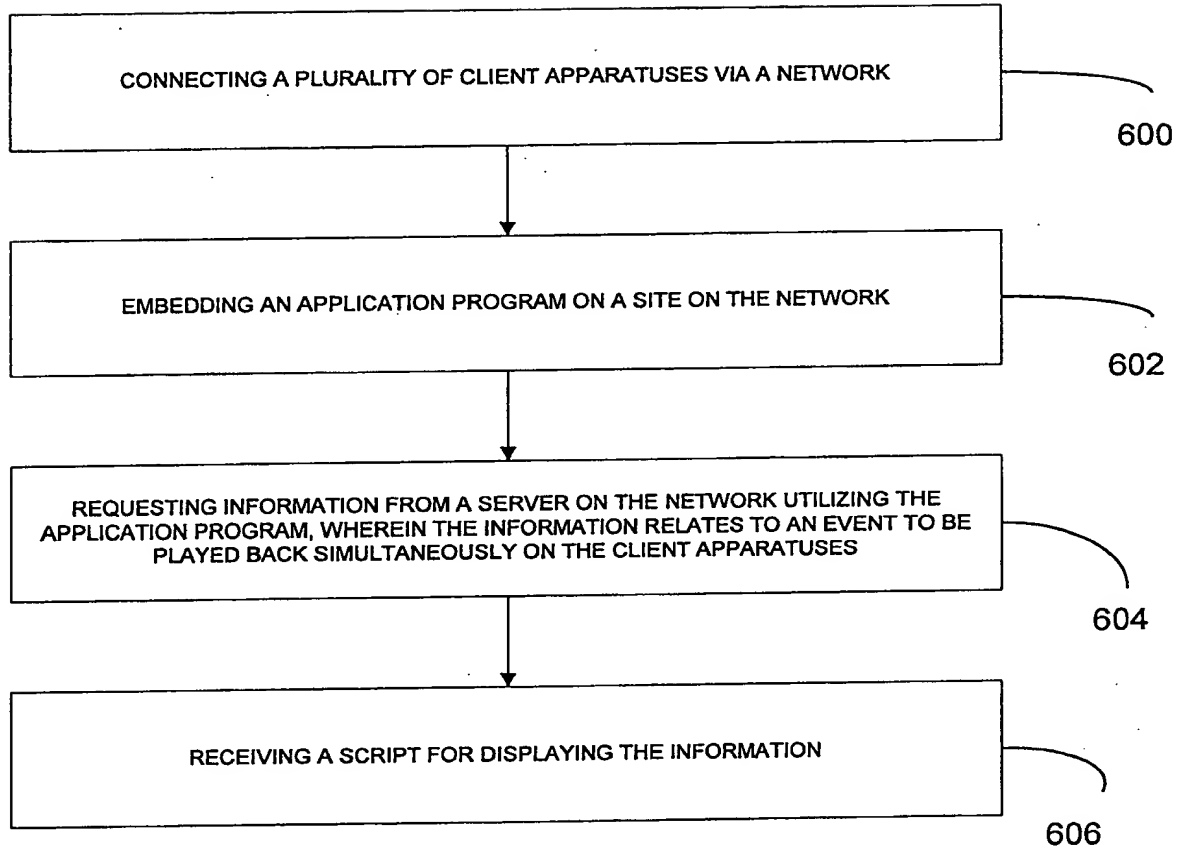 CONNECTING A PLURALITY OF CLIENT APPARATUSES VIA A NETWORK
600
EMBEDDING AN APPLICATION PROGRAM ON A SITE ON THE NETWORK
602
REQUESTING INFORMATION FROM A SERVER ON THE NETWORK UTILIZING THE
APPLICATION PROGRAM, WHEREIN THE INFORMATION RELATES TO AN EVENT TO BE
PLAYED BACK SIMULTANEOUSLY ON THE CLIENT APPARATUSES
604
RECEIVING A SCRIPT FOR DISPLAYING THE INFORMATION
606